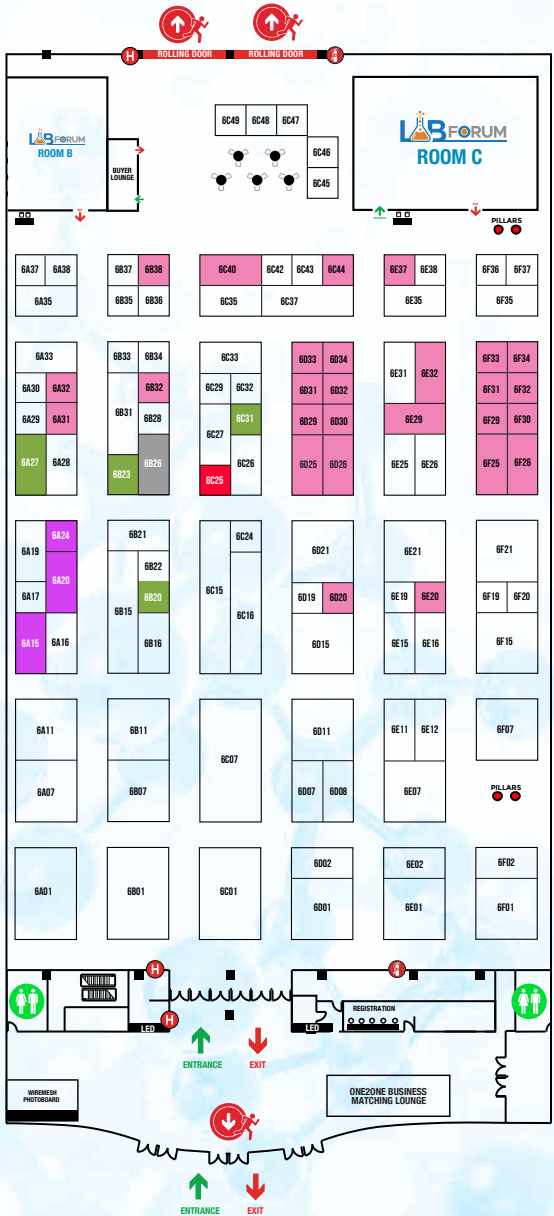 ROLLING DOOR
ROLLING DOOR
H
LAB FORUM
ROOM B
BUYER
LOUNGE
6C49 6C48 6C47
6C46
6C45
LAB FORUM
ROOM C
PILLARS
6A37 6A38 6B37 6B38 6C40 6C42 6C43 6C44 6E37 6E38 6F36 6F37
6A35 6B35 6B36 6C35 6C37 6E35 6F35
6A33 6B33 6B34 6C33 6D33 6D34 6E31 6E32 6F33 6F34
6A30 6A32 6B31 6B32 6C29 6C32 6D31 6D32 6F31 6F32
6A29 6A31 6B28 6C27 6C31 6D29 6D30 6E29 6F29 6F30
6A27 6A28 6B23 6B26 6C25 6C26 6D25 6D26 6E25 6E26 6F25 6F26
6A19 6A24 6B21 6C15 6C24 6D21 6E21 6F21
6A20 6B22
6A17 6B15 6B20 6C16 6D19 6D20 6E19 6E20 6F19 6F20
6A15 6A16 6B16 6D15 6E15 6E16 6F15
6A11 6B11 6C07 6D11 6E11 6E12 6F07
6A07 6B07 6D07 6D08 6E07
PILLARS
6A01 6B01 6C01 6D02 6E02 6F02
6D01 6E01 6F01
H
H
LED
LED
REGISTRATION
ENTRANCE EXIT
WIREMESH
PHOTOBOARD
ONE2ONE BUSINESS
MATCHING LOUNGE
ENTRANCE EXIT